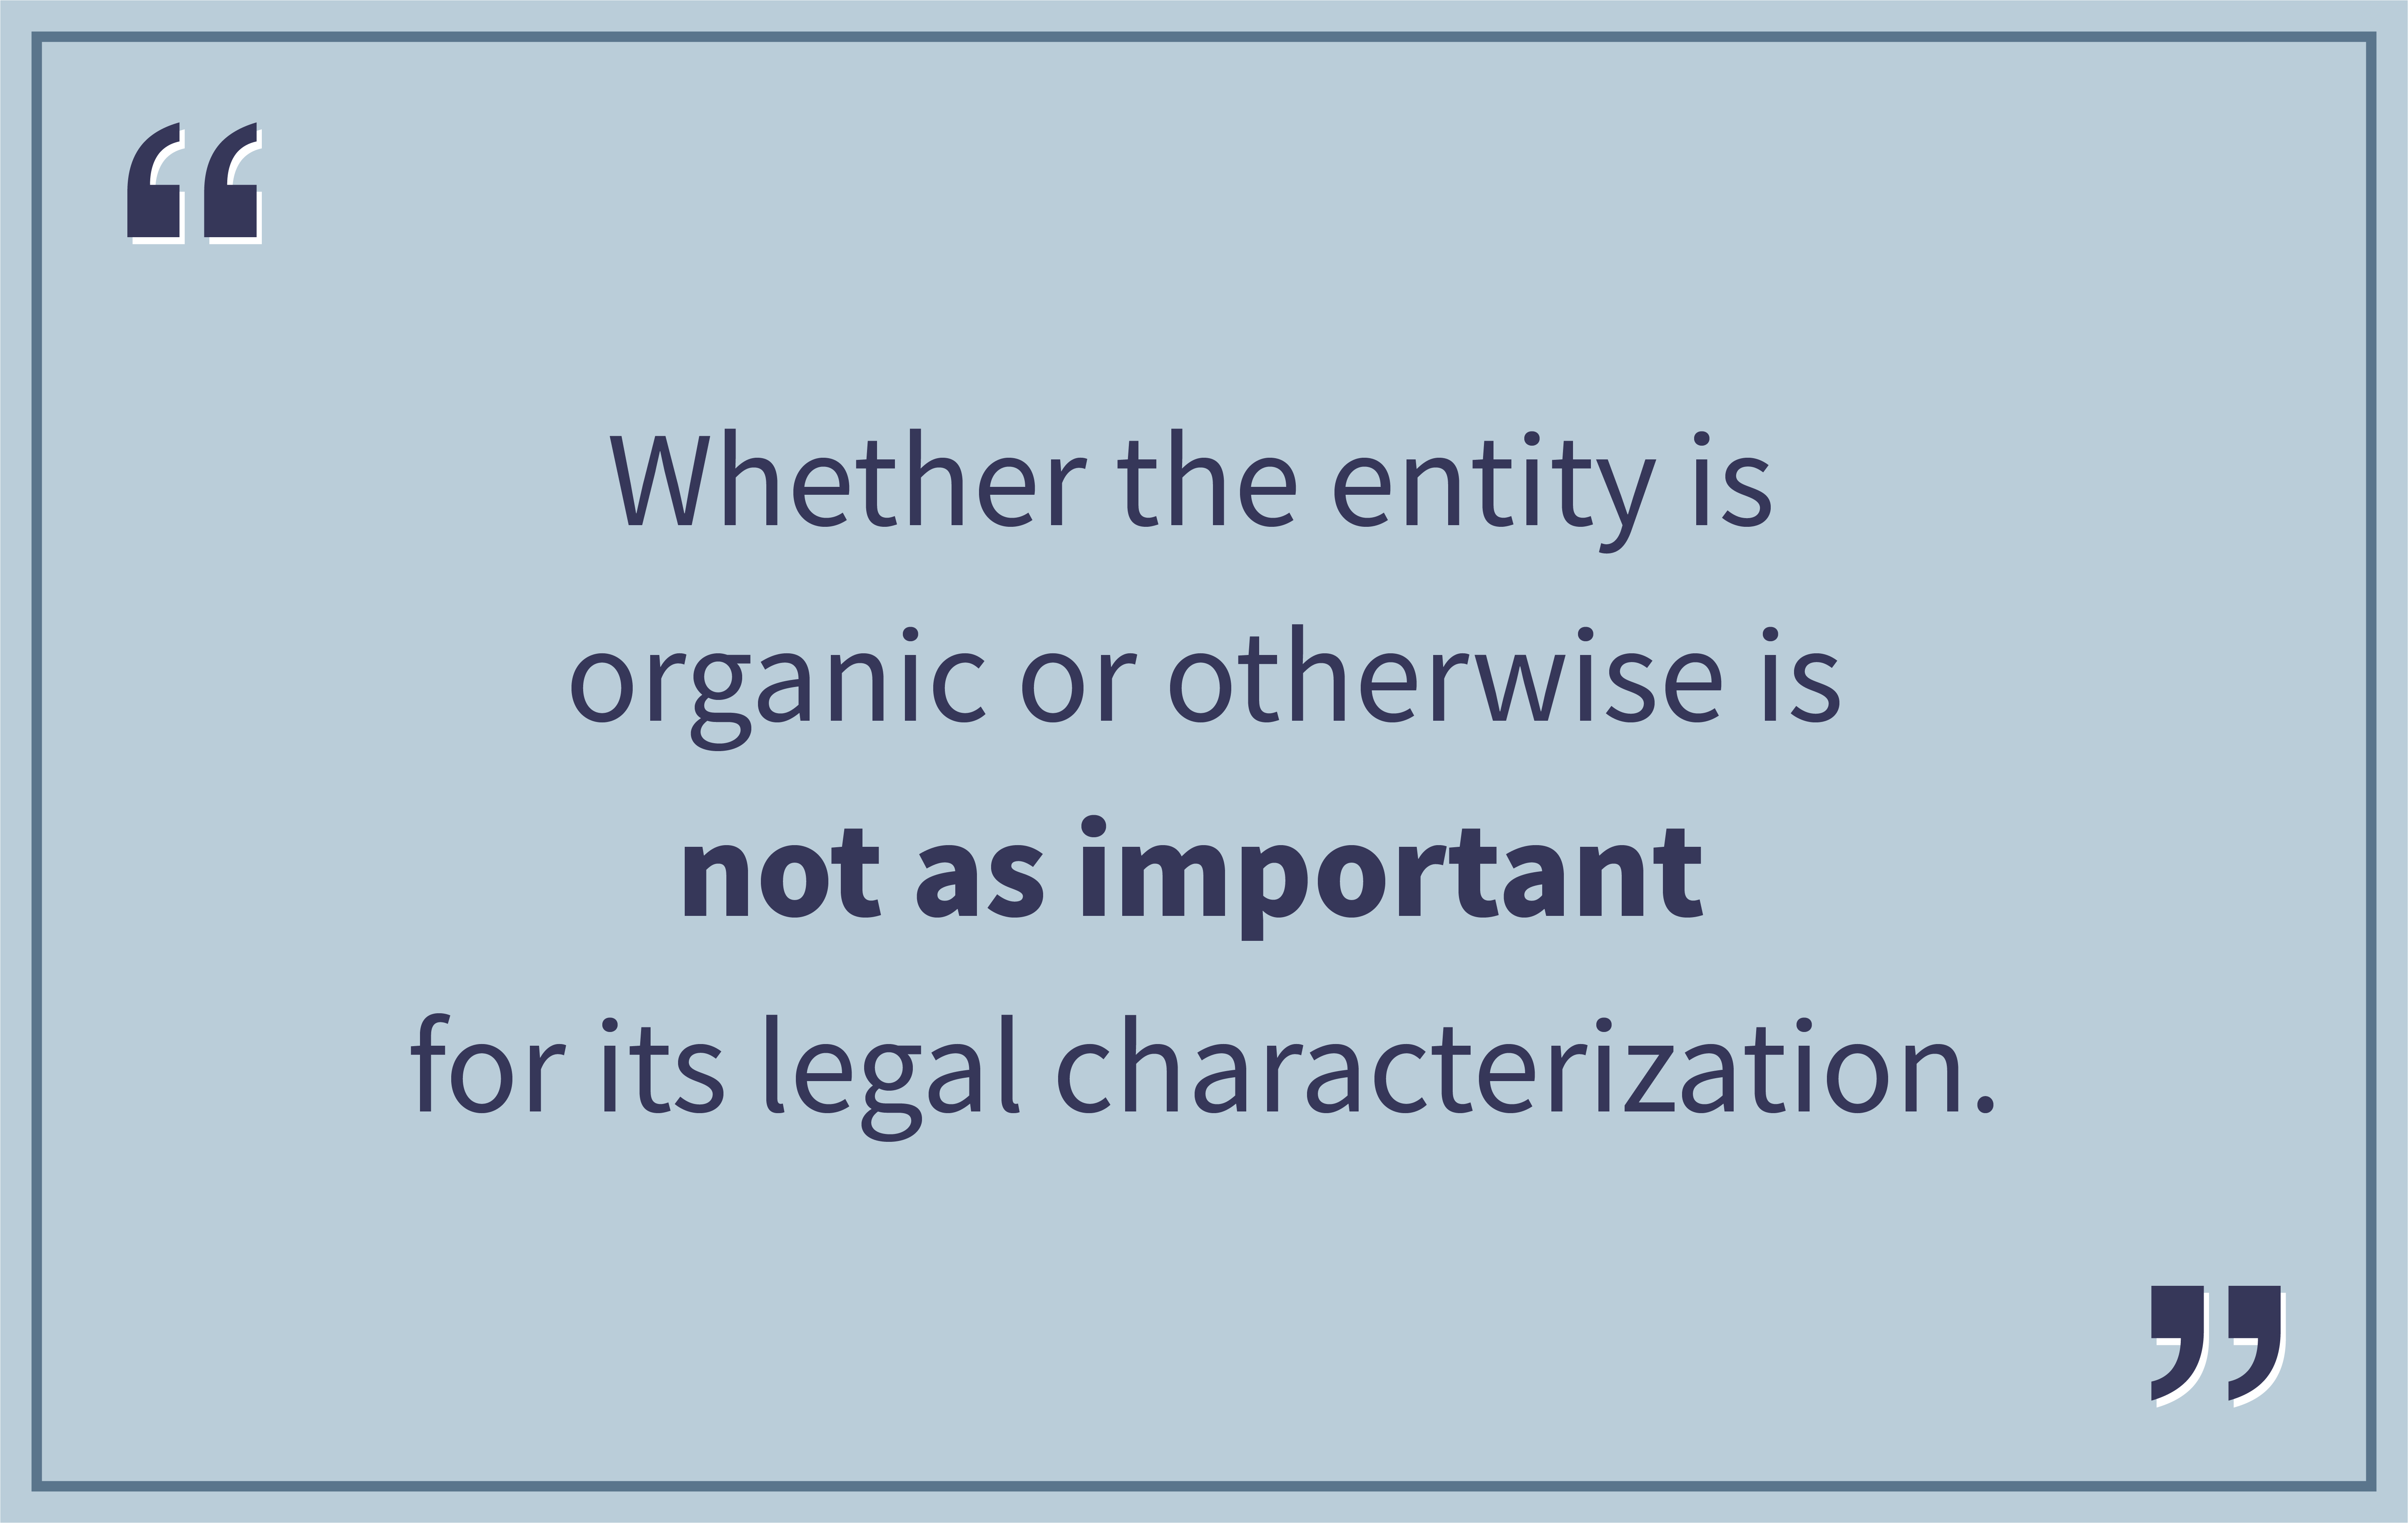 “
Whether the entity is
organic or otherwise is
not as important
for its legal characterization.
”